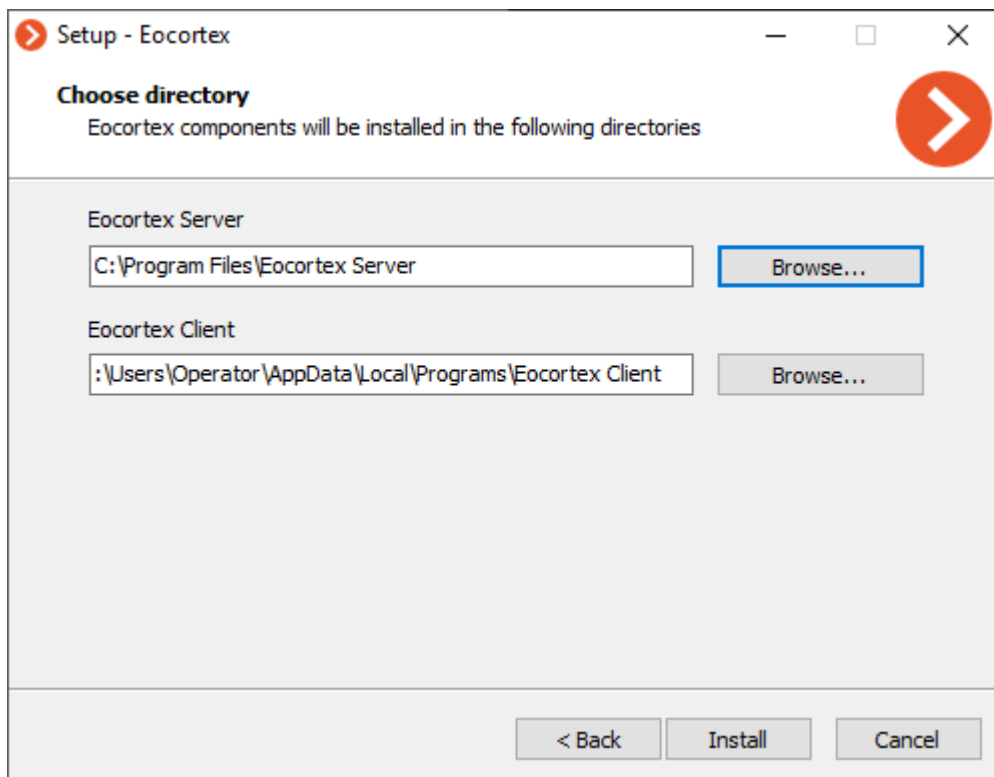 Setup - Eocortex
Choose directory
Eocortex components will be installed in the following directories
Eocortex Server
C:\Program Files\Eocortex Server
Browse...
Eocortex Client
:\Users\Operator\AppData\Local\Programs\Eocortex Client
Browse...
< Back
Install
Cancel